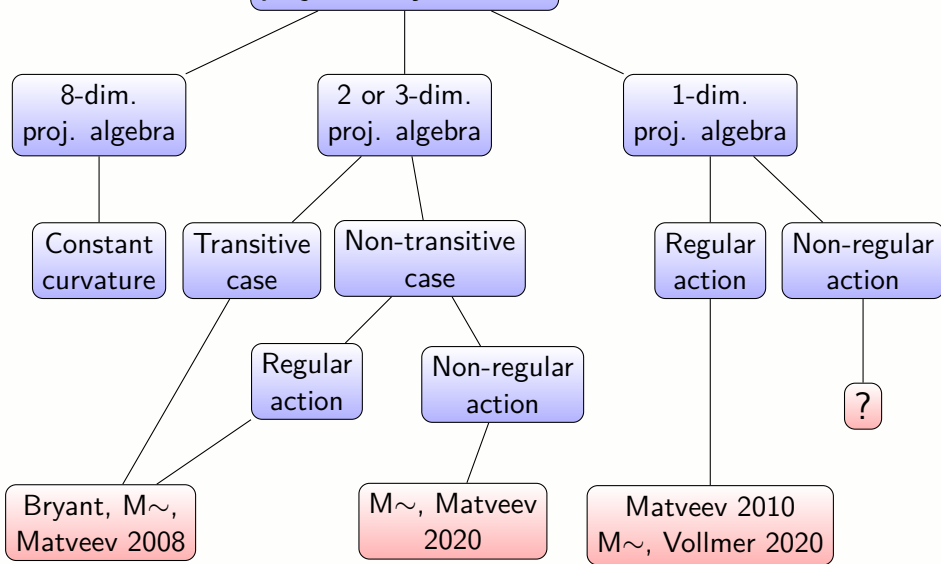 8-dim.
proj. algebra
2 or 3-dim.
proj. algebra
1-dim.
proj. algebra
Constant
curvature
Transitive
case
Non-transitive
case
Regular
action
Non-regular
action
Regular
action
Non-regular
action
?
Bryant, M∼,
Matveev 2008
M∼, Matveev
2020
Matveev 2010
M∼, Vollmer 2020